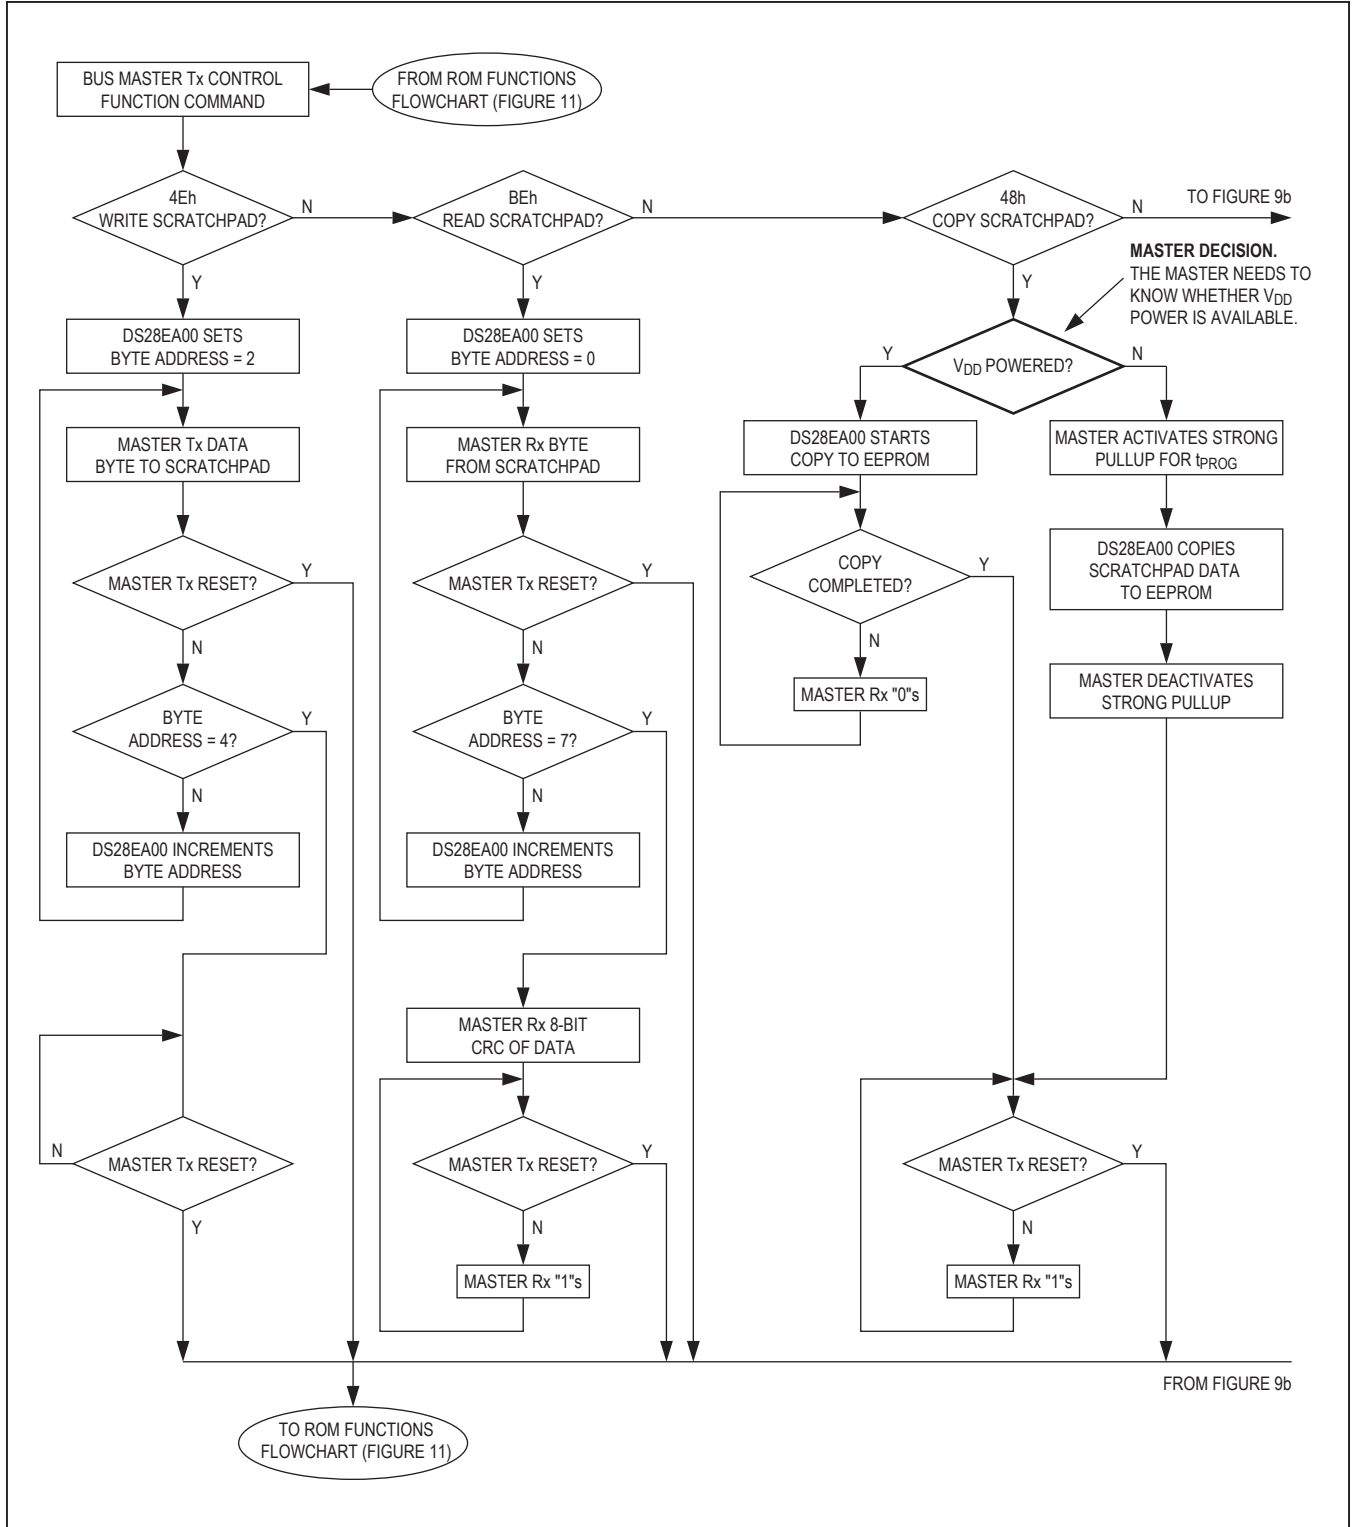 BUS MASTER Tx CONTROL
FUNCTION COMMAND
FROM ROM FUNCTIONS
FLOWCHART (FIGURE 11)
4Eh
WRITE SCRATCHPAD?
N
Y
BEh
READ SCRATCHPAD?
N
Y
48h
COPY SCRATCHPAD?
N
Y
TO FIGURE 9b
MASTER DECISION.
THE MASTER NEEDS TO
KNOW WHETHER VDD
POWER IS AVAILABLE.
DS28EA00 SETS
BYTE ADDRESS = 2
MASTER Tx DATA
BYTE TO SCRATCHPAD
MASTER Tx RESET?
Y
N
BYTE
ADDRESS = 4?
Y
N
DS28EA00 INCREMENTS
BYTE ADDRESS
N
MASTER Tx RESET?
Y
DS28EA00 SETS
BYTE ADDRESS = 0
MASTER Rx BYTE
FROM SCRATCHPAD
MASTER Tx RESET?
Y
N
BYTE
ADDRESS = 7?
Y
N
DS28EA00 INCREMENTS
BYTE ADDRESS
MASTER Rx 8-BIT
CRC OF DATA
MASTER Tx RESET?
Y
N
MASTER Rx "1"s
Y
VDD POWERED?
N
DS28EA00 STARTS
COPY TO EEPROM
COPY
COMPLETED?
Y
N
MASTER Rx "0"s
MASTER ACTIVATES STRONG
PULLUP FOR tPROG
DS28EA00 COPIES
SCRATCHPAD DATA
TO EEPROM
MASTER DEACTIVATES
STRONG PULLUP
MASTER Tx RESET?
Y
N
MASTER Rx "1"s
FROM FIGURE 9b
TO ROM FUNCTIONS
FLOWCHART (FIGURE 11)